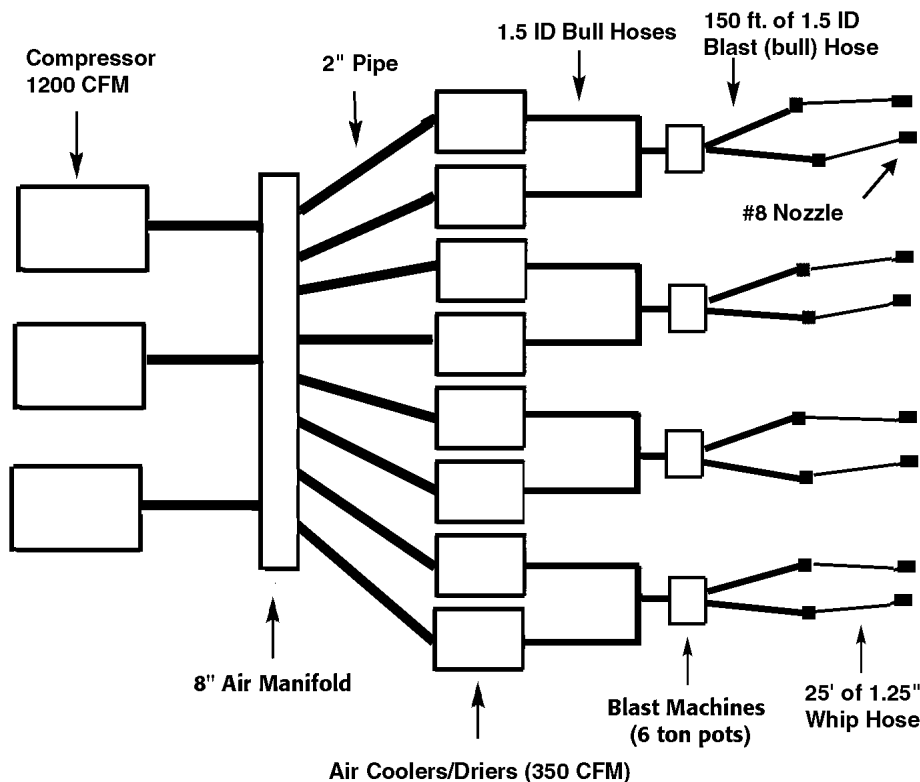 Compressor
1200 CFM
2" Pipe
1.5 ID Bull Hoses
150 ft. of 1.5 ID
Blast (bull) Hose
#8 Nozzle
8" Air Manifold
Air Coolers/Driers (350 CFM)
Blast Machines
(6 ton pots)
25' of 1.25"
Whip Hose